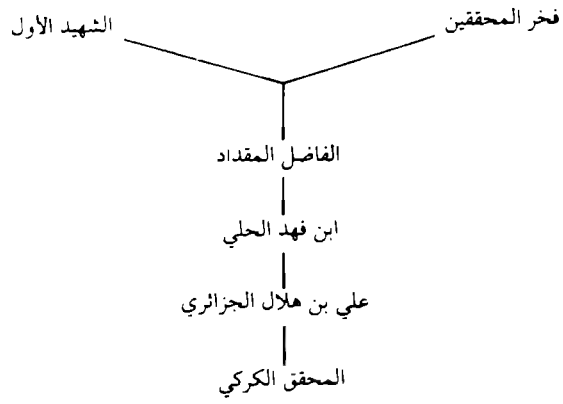 فخر المحققين
الشهيد الأول
الفاضل المقداد
ابن فهد الحلي
علي بن هلال الجزائري
المحقق الكركي